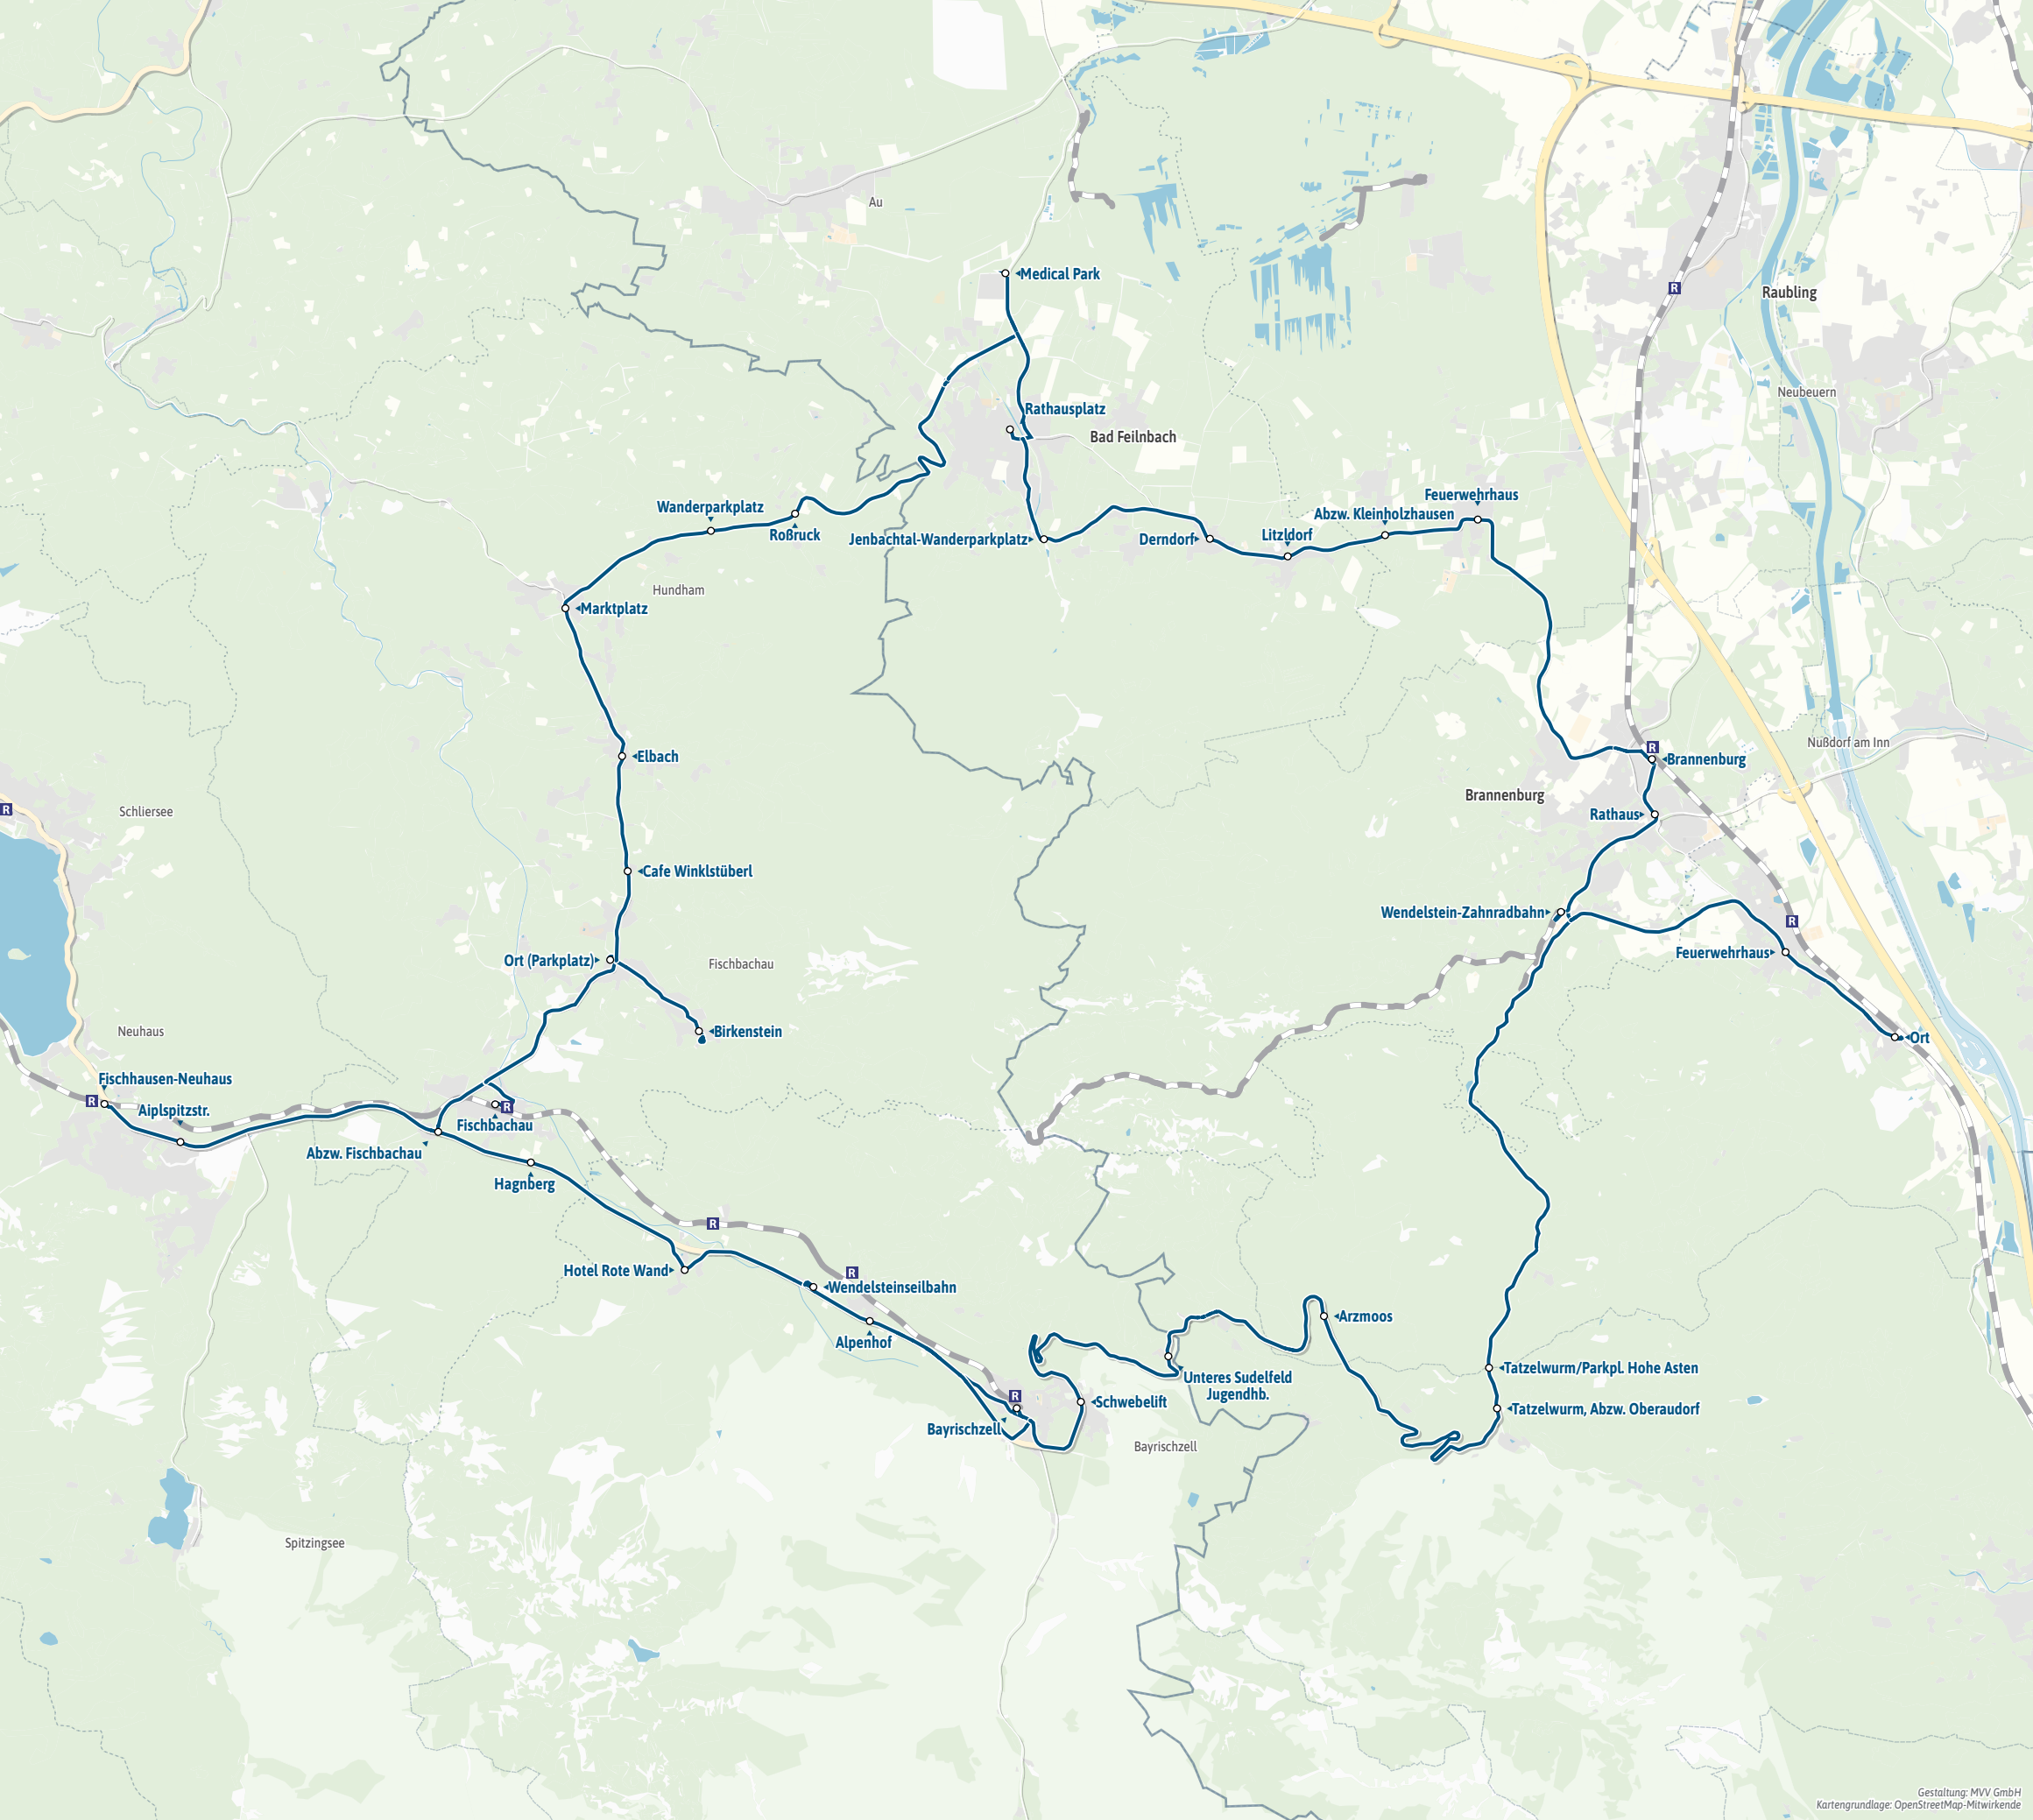 Au
Medical Park
R
Raubling
Neubeuern
Rathausplatz
Bad Feilnbach
Feuerwehrhaus
Wanderparkplatz
Abzw. Kleinholzhausen
Roßruck
Jenbachtal-Wanderparkplatz
Derndorf
Litzldorf
Hundham
Marktplatz
Nußdorf am Inn
R
Elbach
Brannenburg
Brannenburg
R
Schliersee
Rathaus
Cafe Winklstüberl
Wendelstein-Zahnradbahn
R
Feuerwehrhaus
Ort (Parkplatz)
Fischbachau
Neuhaus
Birkenstein
Ort
Fischhausen-Neuhaus
R
Aiplspitzstr.
R
Fischbachau
Abzw. Fischbachau
Hagnberg
R
Hotel Rote Wand
R
Wendelsteinseilbahn
Arzmoos
Alpenhof
Tatzelwurm/Parkpl. Hohe Asten
Unteres Sudelfeld
Jugendhb.
R
Schwebelift
Tatzelwurm, Abzw. Oberaudorf
Bayrischzell
Bayrischzell
Spitzingsee
Gestaltung: MVV GmbH
Kartengrundlage: OpenStreetMap-Mitwirkende